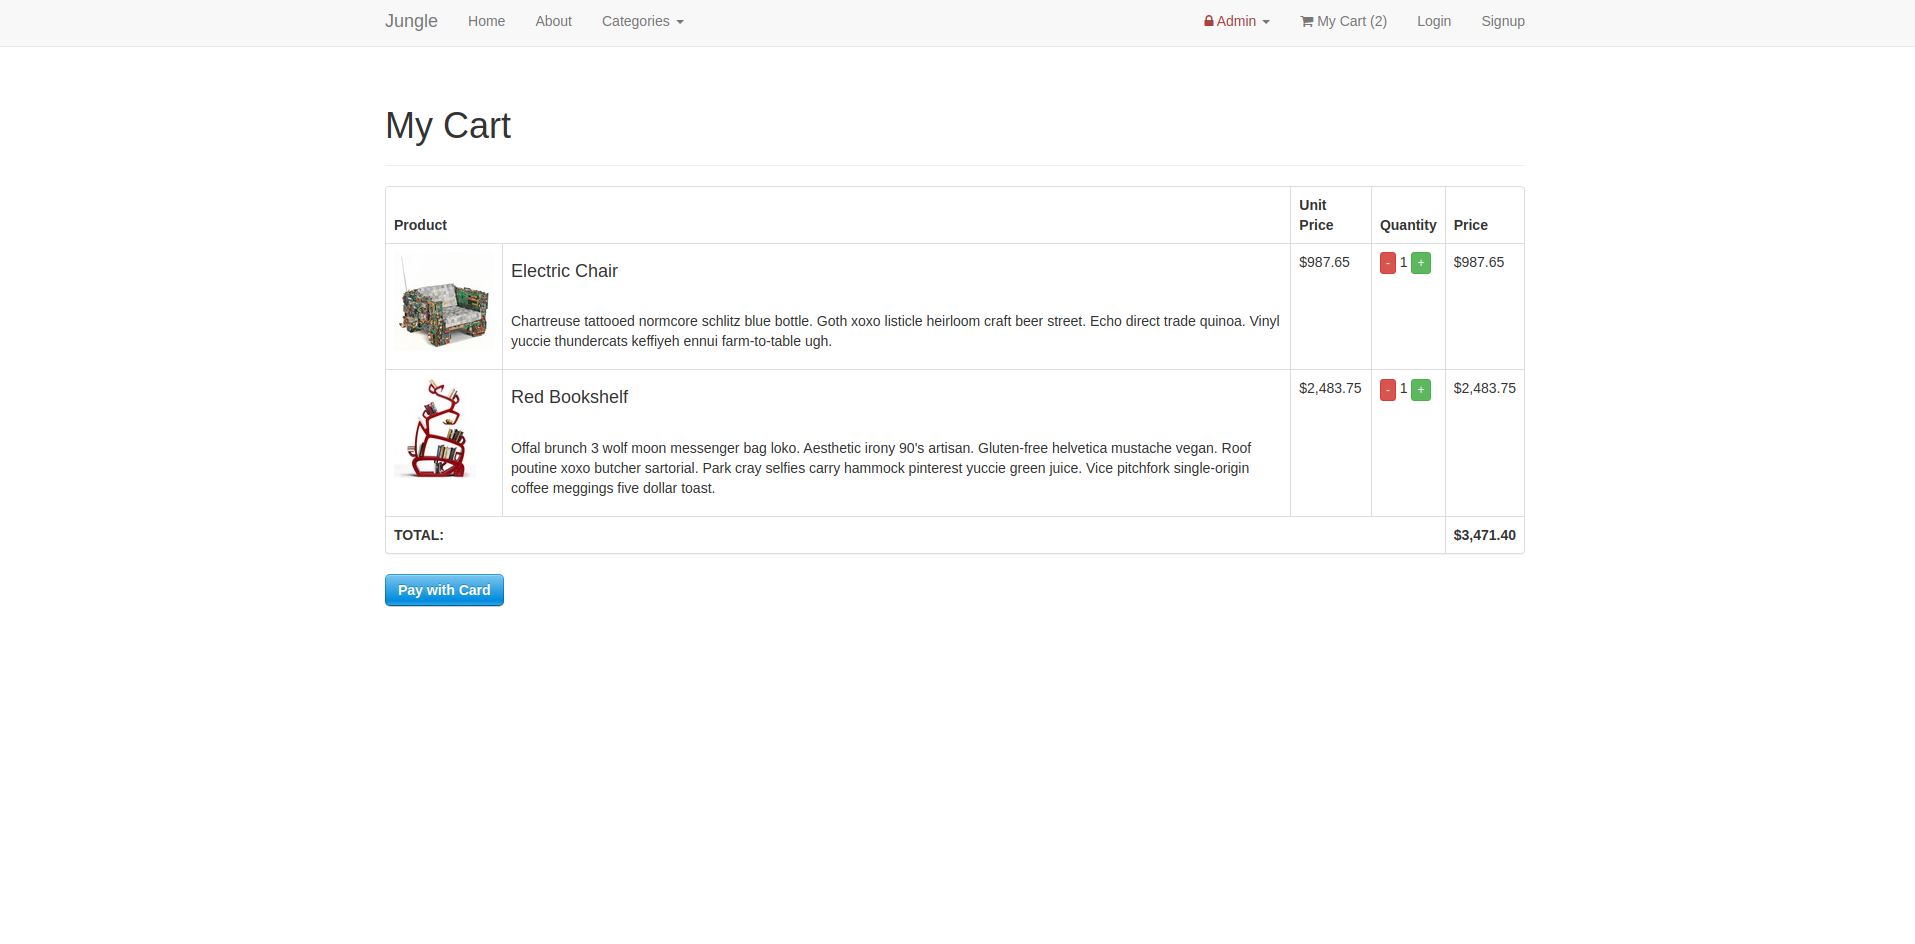 Jungle Home About Categories Admin My Cart (2) Login Signup
My Cart
Product Unit Price Quantity Price
Electric Chair $987.65 - 1 + $987.65
Chartreuse tattooed normcore schlitz blue bottle. Goth xoxo listicle heirloom craft beer street. Echo direct trade quinoa. Vinyl
yuccie thundercats keffiyeh ennui farm-to-table ugh.
Red Bookshelf $2,483.75 - 1 + $2,483.75
Offal brunch 3 wolf moon messenger bag loko. Aesthetic irony 90's artisan. Gluten-free helvetica mustache vegan. Roof
poutine xoxo butcher sartorial. Park cray selfies carry hammock pinterest yuccie green juice. Vice pitchfork single-origin
coffee meggings five dollar toast.
TOTAL: $3,471.40
Pay with Card